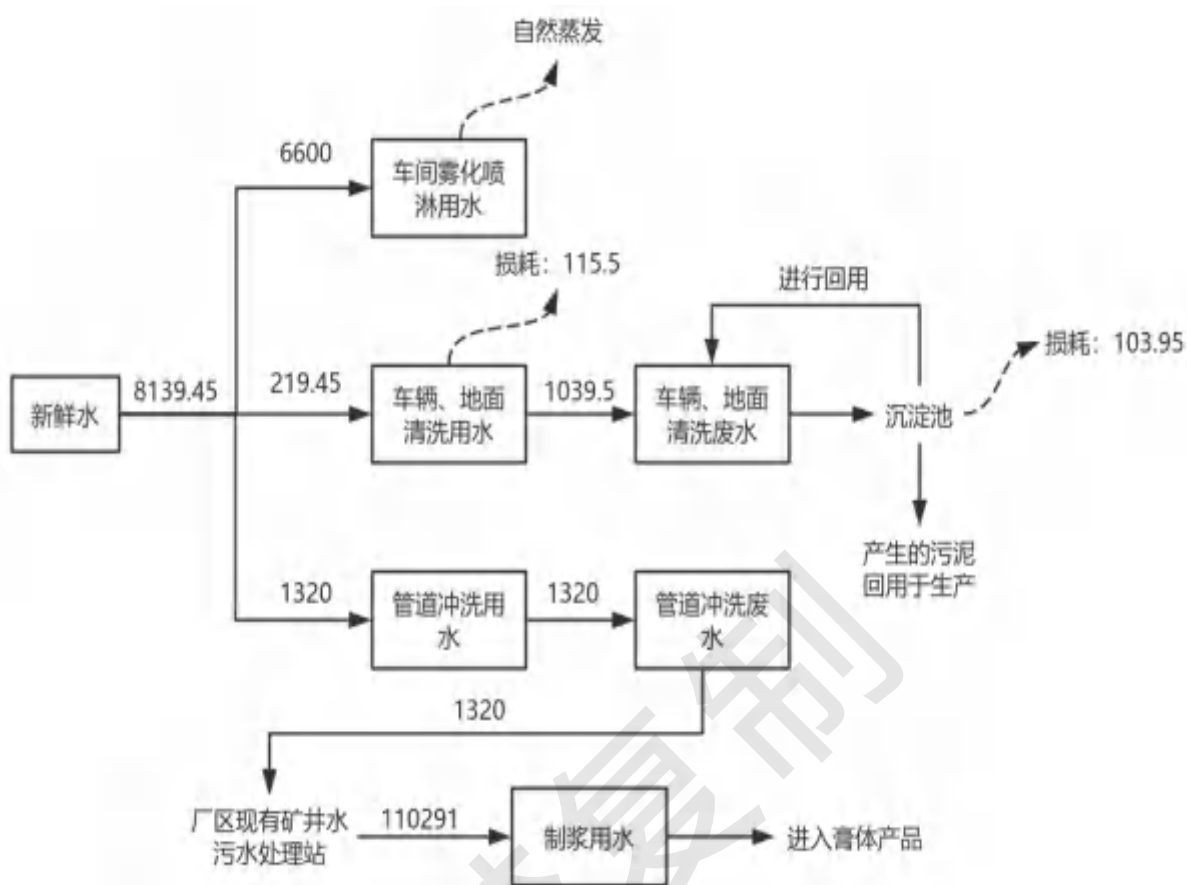 自然蒸发
6600
车间雾化喷
淋用水
损耗：115.5
进行回用
损耗：103.95
新鲜水
8139.45
219.45
车辆、地面
清洗用水
1039.5
车辆、地面
清洗废水
沉淀池
产生的污泥
回用于生产
1320
管道冲洗用
水
1320
管道冲洗废
水
1320
厂区现有矿井水
污水处理站
110291
制浆用水
进入膏体产品
复制